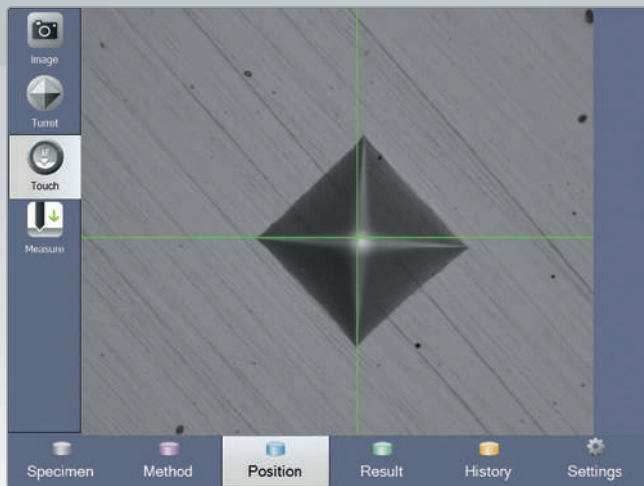 Image
Turret
Touch
Measure
Specimen Method Position Result History Settings